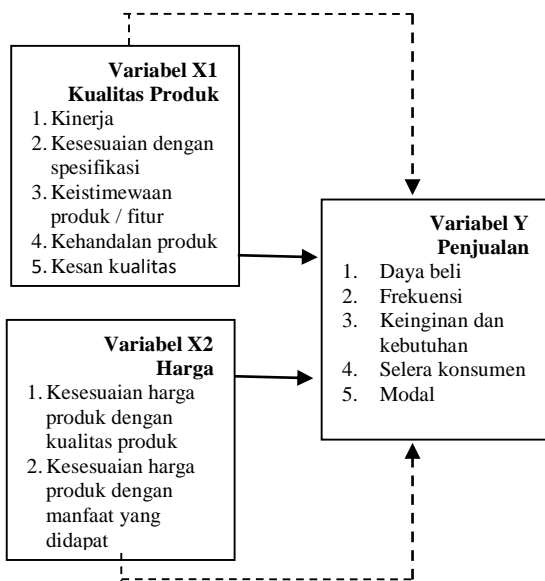 Variabel X1
Kualitas Produk
1. Kinerja
2. Kesesuaian dengan
spesifikasi
3. Keistimewaan
produk / fitur
4. Kehandalan produk
5. Kesan kualitas
Variabel X2
Harga
1. Kesesuaian harga
produk dengan
kualitas produk
2. Kesesuaian harga
produk dengan
manfaat yang
didapat
Variabel Y
Penjualan
1. Daya beli
2. Frekuensi
3. Keinginan dan
kebutuhan
4. Selera konsumen
5. Modal